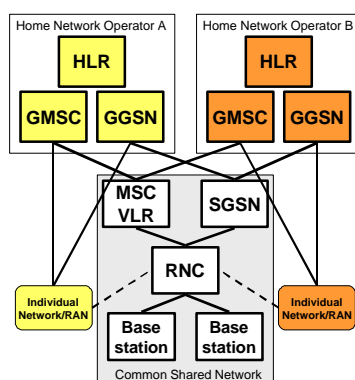 Home Network Operator A
HLR
GMSC
GGSN
Home Network Operator B
HLR
GMSC
GGSN
MSC
VLR
SGSN
RNC
Individual
Network/RAN
Individual
Network/RAN
Base
station
Base
station
Common Shared Network